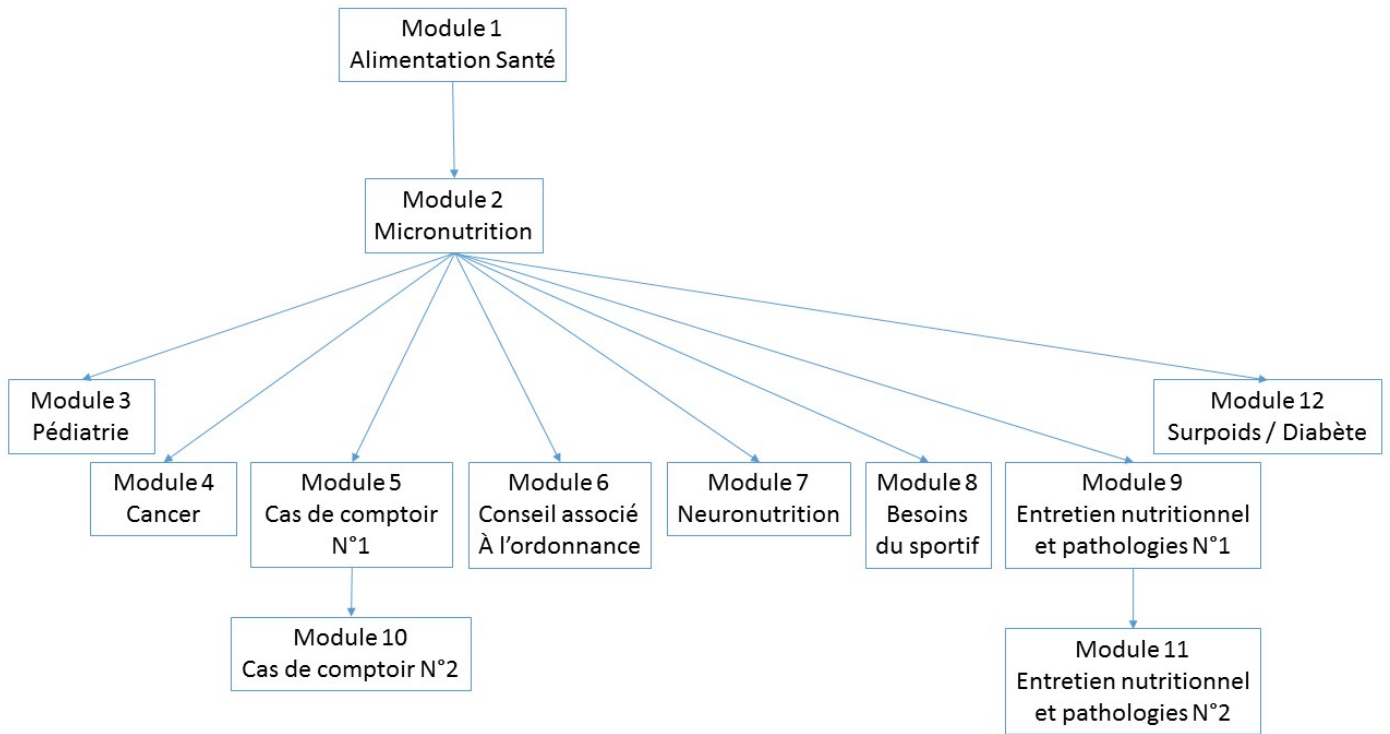 Module 1
Alimentation Santé
Module 2
Micronutrition
Module 3
Pédiatrie
Module 12
Surpoids / Diabète
Module 4
Cancer
Module 5
Cas de comptoir
N°1
Module 6
Conseil associé
À l'ordonnance
Module 7
Neuronutrition
Module 8
Besoins
du sportif
Module 9
Entretien nutritionnel
et pathologies N°1
Module 10
Cas de comptoir N°2
Module 11
Entretien nutritionnel
et pathologies N°2